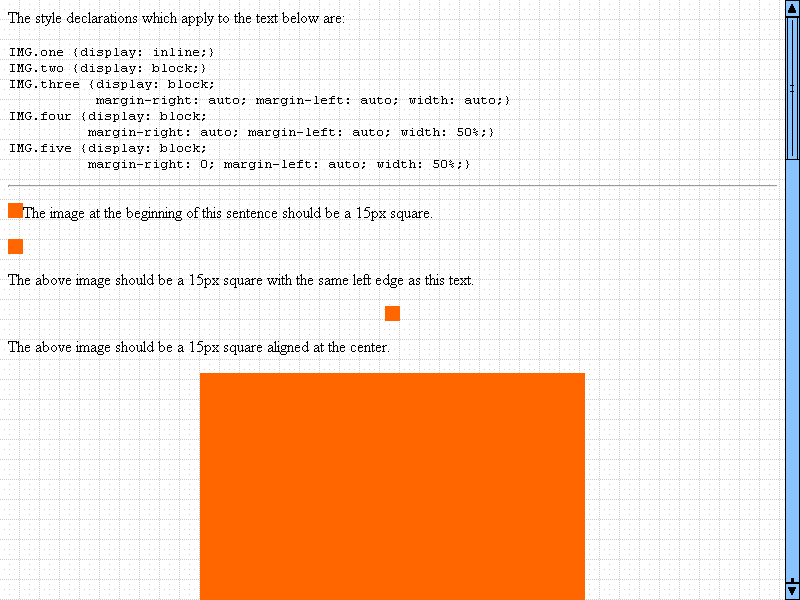 The style declarations which apply to the text below are:
IMG.one {display: inline;}
IMG.two {display: block;}
IMG.three {display: block;
margin-right: auto; margin-left: auto; width: auto;}
IMG.four {display: block;
margin-right: auto; margin-left: auto; width: 50%;}
IMG.five {display: block;
margin-right: 0; margin-left: auto; width: 50%;}
The image at the beginning of this sentence should be a 15px square.
The above image should be a 15px square with the same left edge as this text.
The above image should be a 15px square aligned at the center.